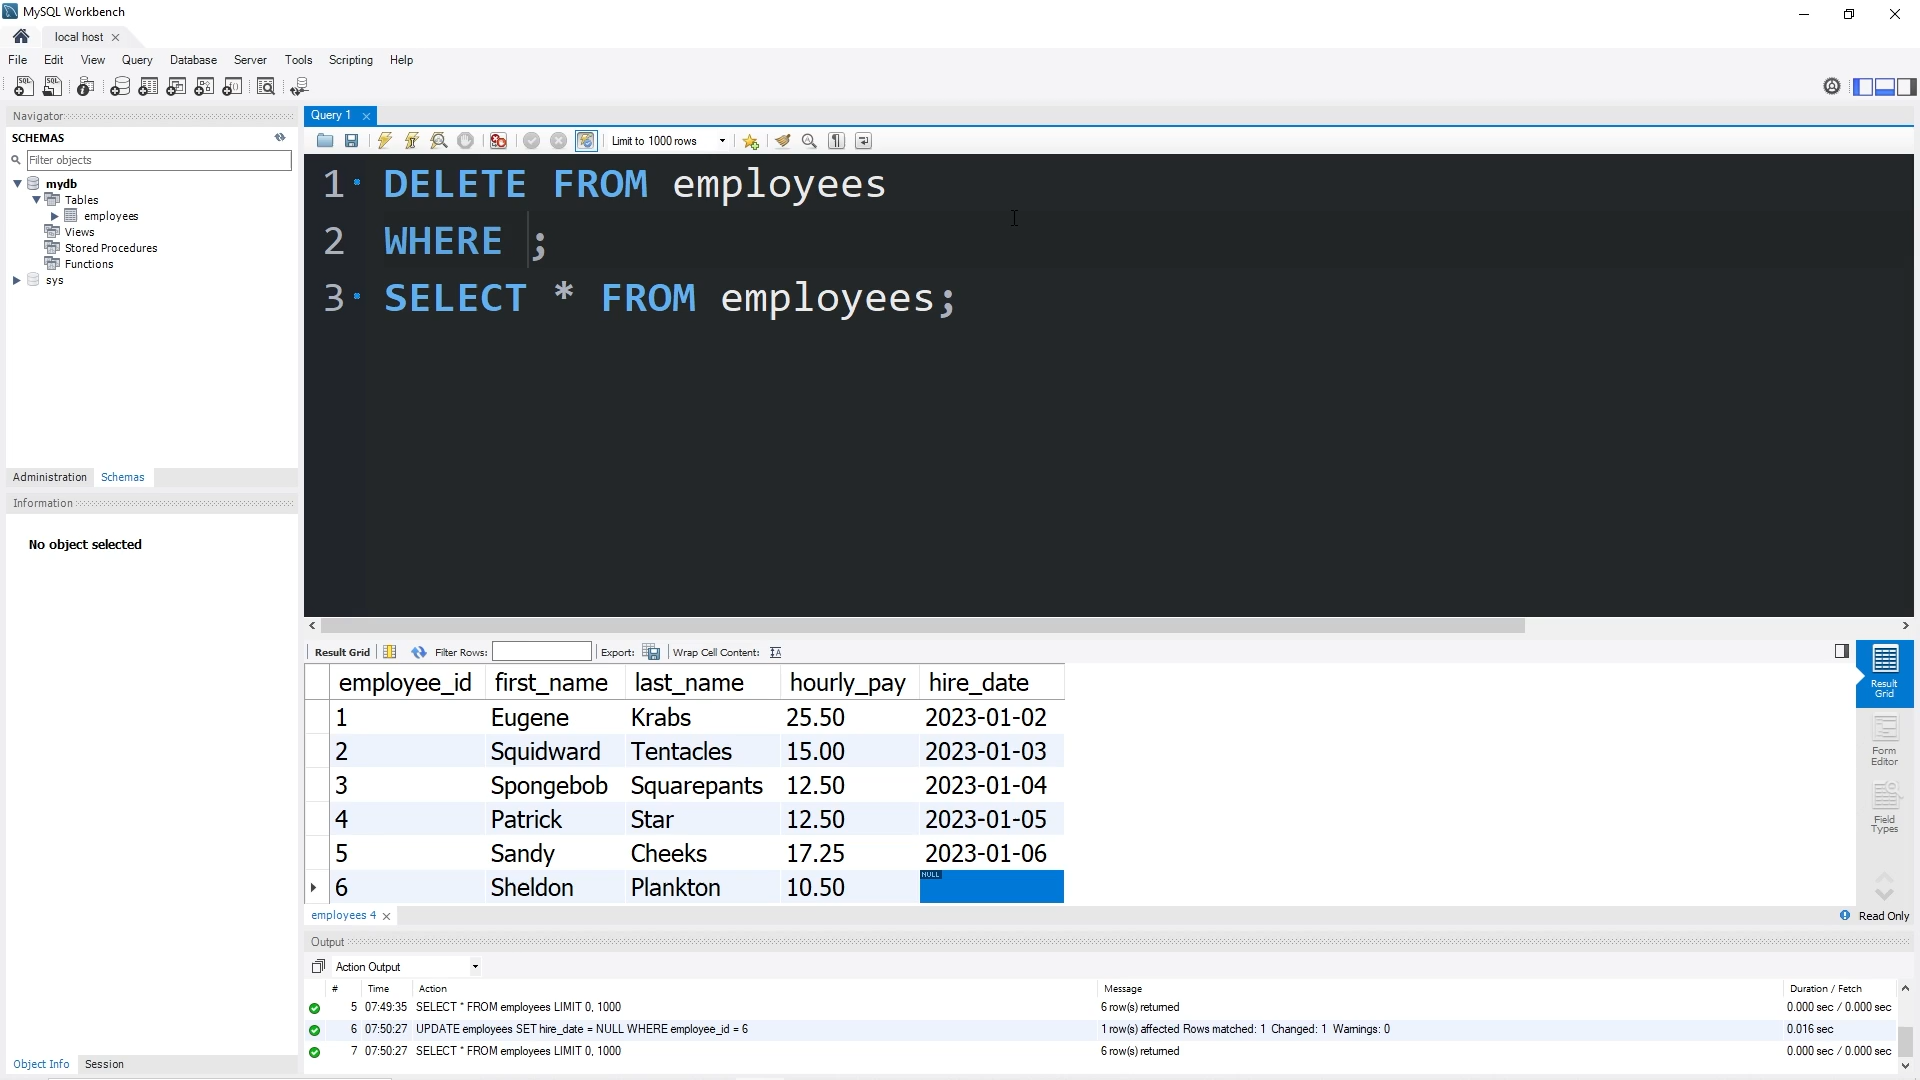 MySQL Workbench
local host
File Edit View Query Database Server Tools Scripting Help
Navigator
SCHEMAS
Filter objects
mydb
Tables
employees
Views
Stored Procedures
Functions
sys
Administration Schemas
Information
No object selected
Object Info Session
Query 1
Limit to 1000 rows
1 DELETE FROM employees
2 WHERE ;
3 SELECT * FROM employees;
Result Grid Filter Rows: Export: Wrap Cell Content:
employee_id first_name last_name hourly_pay hire_date
1 Eugene Krabs 25.50 2023-01-02
2 Squidward Tentacles 15.00 2023-01-03
3 Spongebob Squarepants 12.50 2023-01-04
4 Patrick Star 12.50 2023-01-05
5 Sandy Cheeks 17.25 2023-01-06
6 Sheldon Plankton 10.50 NULL
Result
Grid
Form
Editor
Field
Types
employees 4
Read Only
Output
Action Output
# Time Action Message Duration / Fetch
5 07:49:35 SELECT * FROM employees LIMIT 0, 1000 6 row(s) returned 0.000 sec / 0.000 sec
6 07:50:27 UPDATE employees SET hire_date = NULL WHERE employee_id = 6 1 row(s) affected Rows matched: 1 Changed: 1 Warnings: 0 0.016 sec
7 07:50:27 SELECT * FROM employees LIMIT 0, 1000 6 row(s) returned 0.000 sec / 0.000 sec